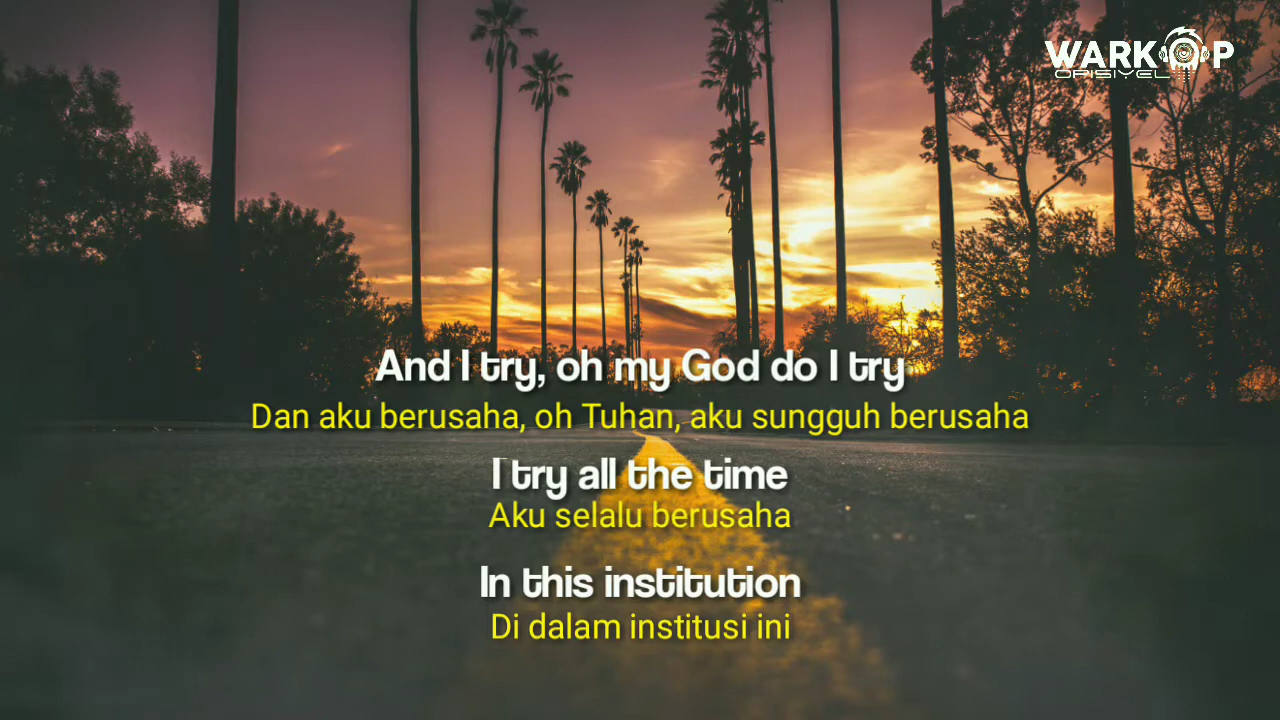 WARKOP
OPISIYEL
And I try, oh my God do I try
Dan aku berusaha, oh Tuhan, aku sungguh berusaha
I try all the time
Aku selalu berusaha
In this institution
Di dalam institusi ini